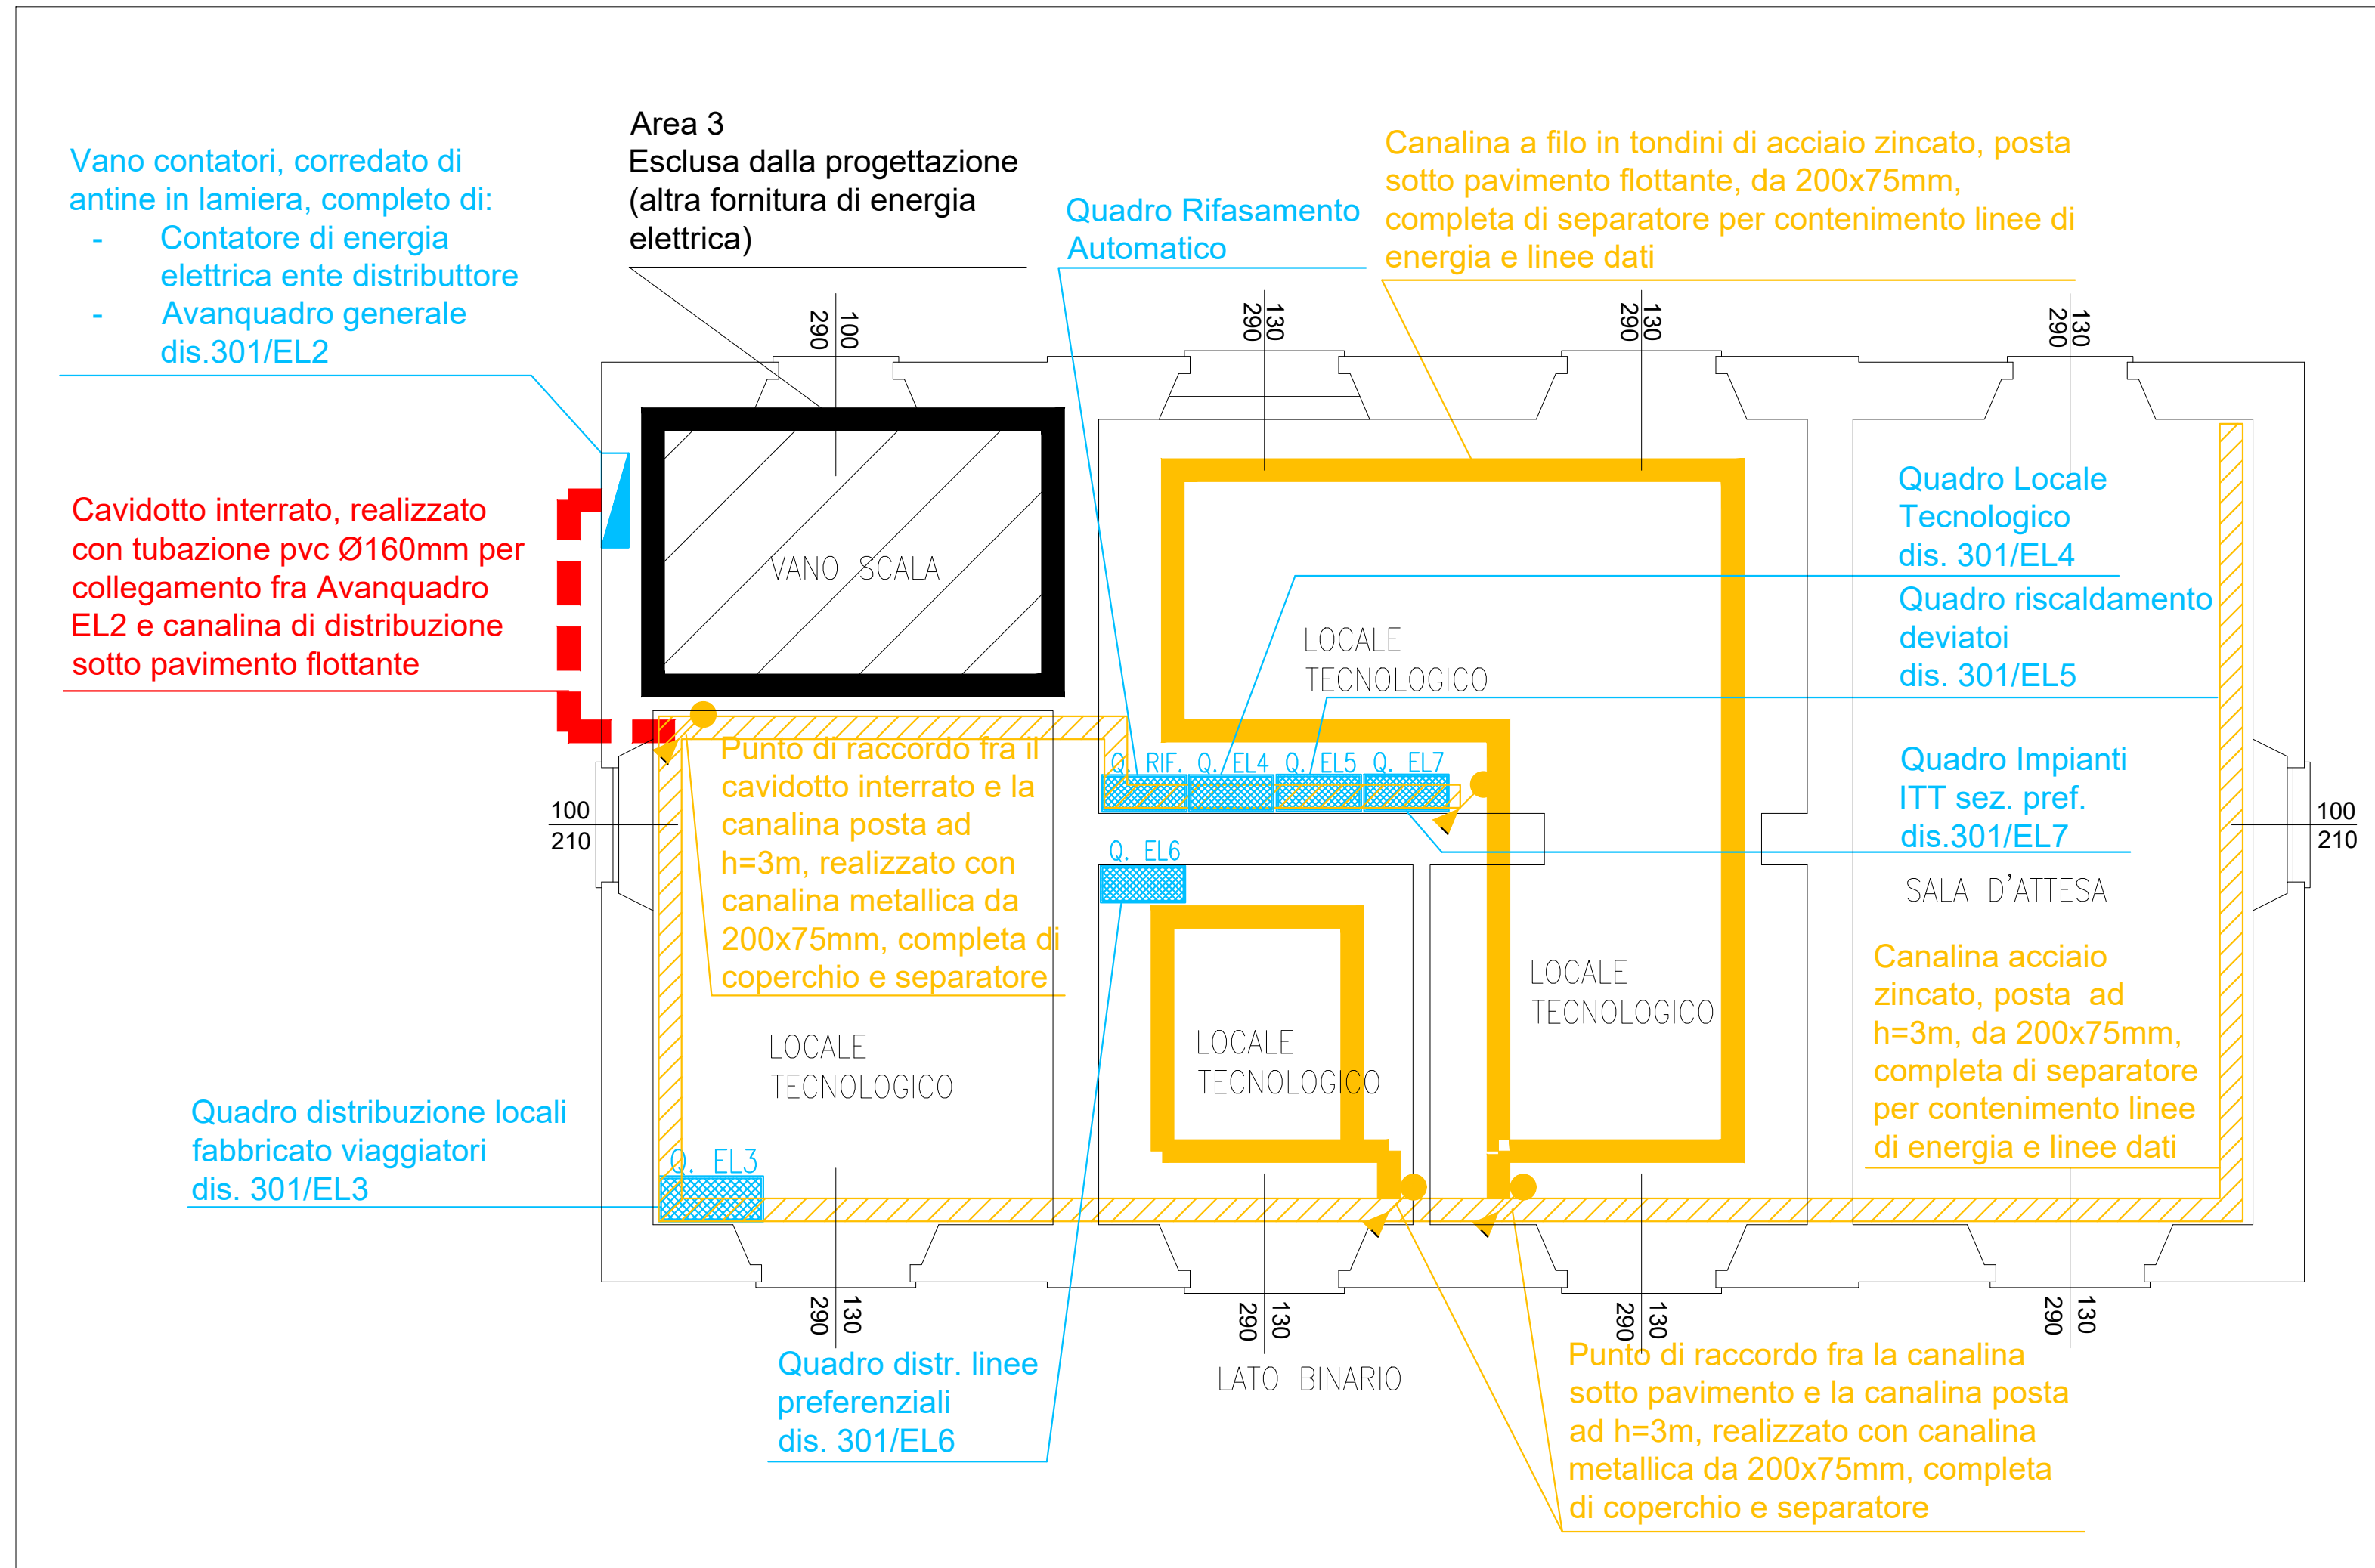 Vano contatori, corredato di
antine in lamiera, completo di:
- Contatore di energia
elettrica ente distributtore
- Avanquadro generale
dis.301/EL2
Area 3
Esclusa dalla progettazione
(altra fornitura di energia
elettrica)
Quadro Rifasamento
Automatico
Canalina a filo in tondini di acciaio zincato, posta
sotto pavimento flottante, da 200x75mm,
completa di separatore per contenimento linee di
energia e linee dati
100
290
130
290
130
290
130
290
Cavidotto interrato, realizzato
con tubazione pvc Ø160mm per
collegamento fra Avanquadro
EL2 e canalina di distribuzione
sotto pavimento flottante
VANO SCALA
LOCALE
TECNOLOGICO
Quadro Locale
Tecnologico
dis. 301/EL4
Quadro riscaldamento
deviatoi
dis. 301/EL5
Quadro Impianti
ITT sez. pref.
dis.301/EL7
Q. RIF.
Q. EL4
Q. EL5
Q. EL7
Q. EL6
100
210
100
210
Punto di raccordo fra il
cavidotto interrato e la
canalina posta ad
h=3m, realizzato con
canalina metallica da
200x75mm, completa di
coperchio e separatore
SALA D'ATTESA
Canalina acciaio
zincato, posta ad
h=3m, da 200x75mm,
completa di separatore
per contenimento linee
di energia e linee dati
LOCALE
TECNOLOGICO
LOCALE
TECNOLOGICO
LOCALE
TECNOLOGICO
Quadro distribuzione locali
fabbricato viaggiatori
dis. 301/EL3
Q. EL3
130
290
130
290
130
290
130
290
Quadro distr. linee
preferenziali
dis. 301/EL6
LATO BINARIO
Punto di raccordo fra la canalina
sotto pavimento e la canalina posta
ad h=3m, realizzato con canalina
metallica da 200x75mm, completa
di coperchio e separatore